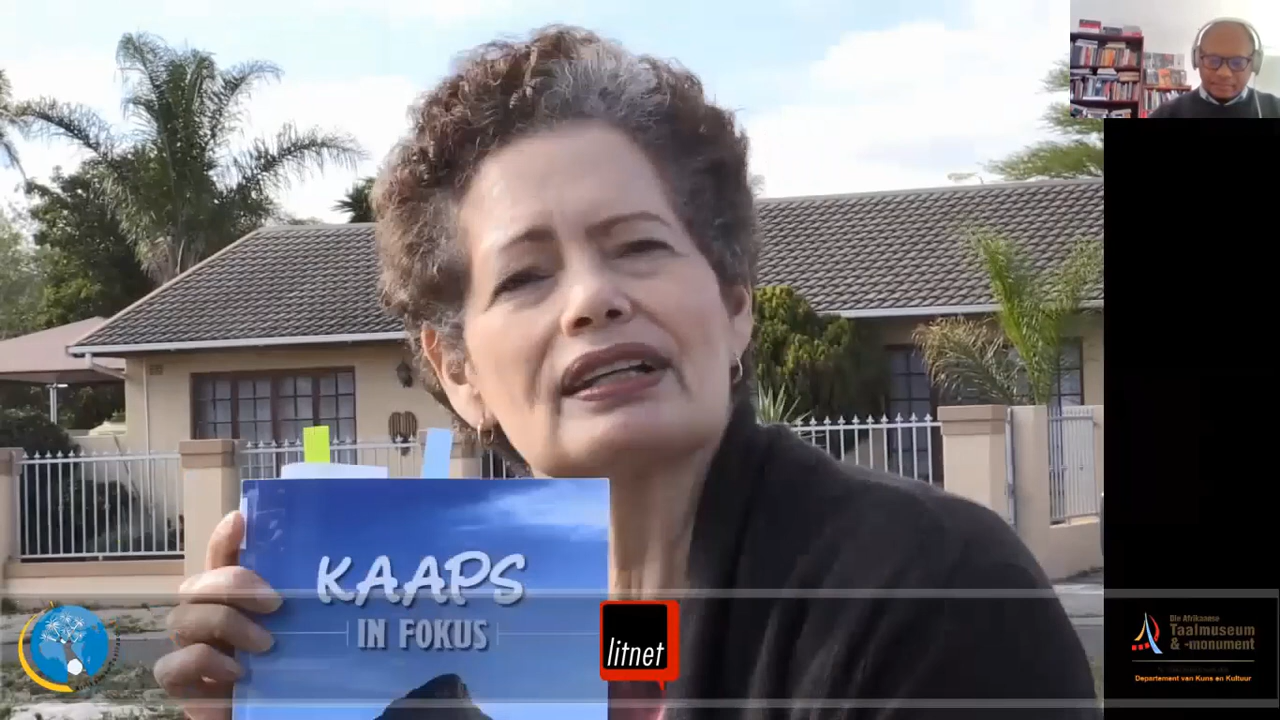 KAAPS
IN FOKUS
litnet
Die Afrikaanse
Taalmuseum
& -monument
Departement van Kuns en Kultuur